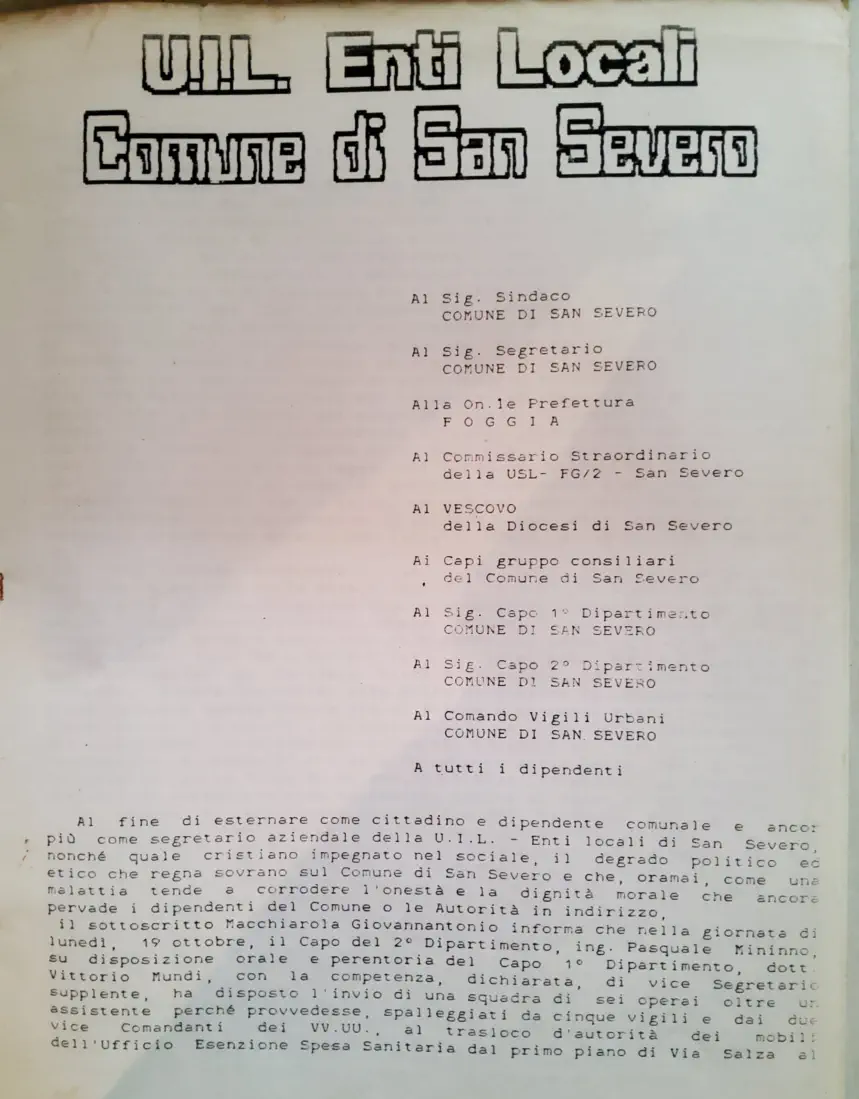 U.I.L. Enti Locali
Comune di San Severo
Al Sig. Sindaco
COMUNE DI SAN SEVERO
Al Sig. Segretario
COMUNE DI SAN SEVERO
Alla On.le Prefettura
F O G G I A
Al Commissario Straordinario
della USL- FG/2 - San Severo
Al VESCOVO
della Diocesi di San Severo
Ai Capi gruppo consiliari
del Comune di San Severo
Al Sig. Capo 1° Dipartimento
COMUNE DI SAN SEVERO
Al Sig. Capo 2° Dipartimento
COMUNE DI SAN SEVERO
Al Comando Vigili Urbani
COMUNE DI SAN SEVERO
A tutti i dipendenti
Al fine di esternare come cittadino e dipendente comunale e ancor
più come segretario aziendale della U.I.L. - Enti locali di San Severo,
nonché quale cristiano impegnato nel sociale, il degrado politico ed
etico che regna sovrano sul Comune di San Severo e che, oramai, come una
malattia tende a corrodere l'onestà e la dignità morale che ancora
pervade i dipendenti del Comune o le Autorità in indirizzo,
il sottoscritto Macchiarola Giovannantonio informa che nella giornata di
lunedì, 19 ottobre, il Capo del 2° Dipartimento, ing. Pasquale Mininno,
su disposizione orale e perentoria del Capo 1° Dipartimento, dott.
Vittorio Mundi, con la competenza, dichiarata, di vice Segretario
supplente, ha disposto l'invio di una squadra di sei operai oltre un
assistente perché provvedesse, spalleggiati da cinque vigili e dai due
vice Comandanti dei VV.UU., al trasloco d'autorità dei mobili
dell'Ufficio Esenzione Spesa Sanitaria dal primo piano di Via Salza al